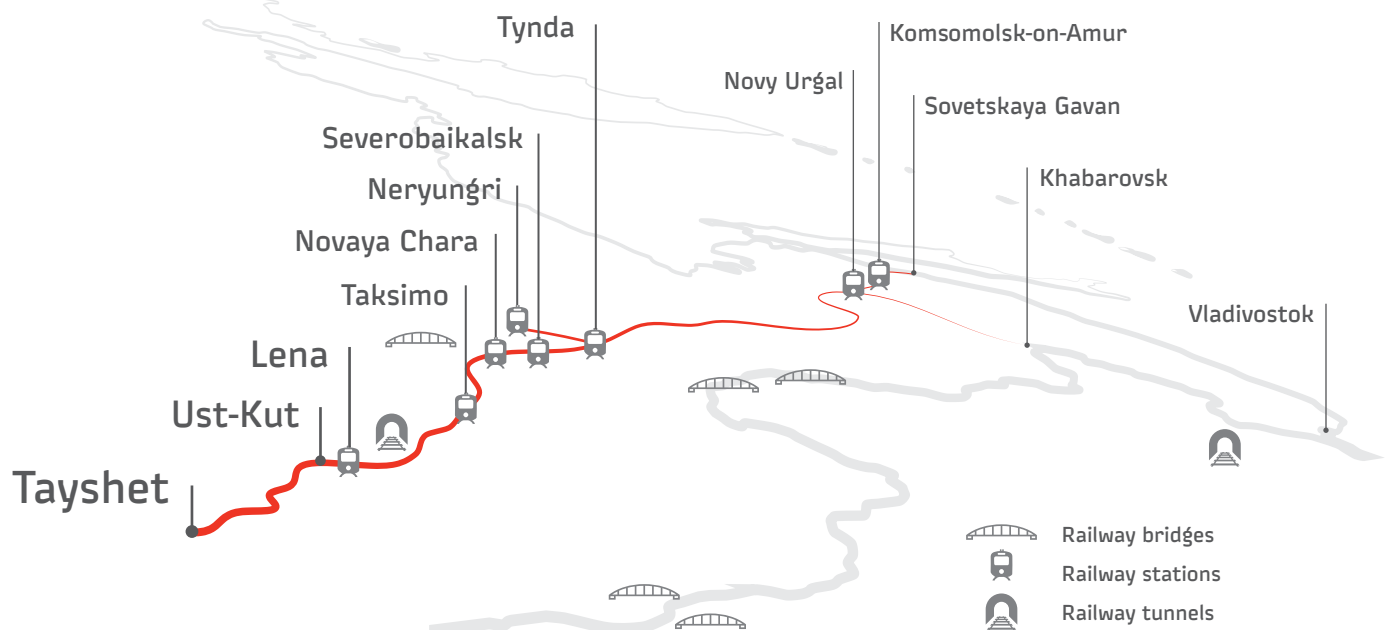 Tynda
Komsomolsk-on-Amur
Novy Urgal
Sovetskaya Gavan
Severobaikalsk
Khabarovsk
Neryungri
Novaya Chara
Taksimo
Vladivostok
Lena
Ust-Kut
Tayshet
Railway bridges
Railway stations
Railway tunnels